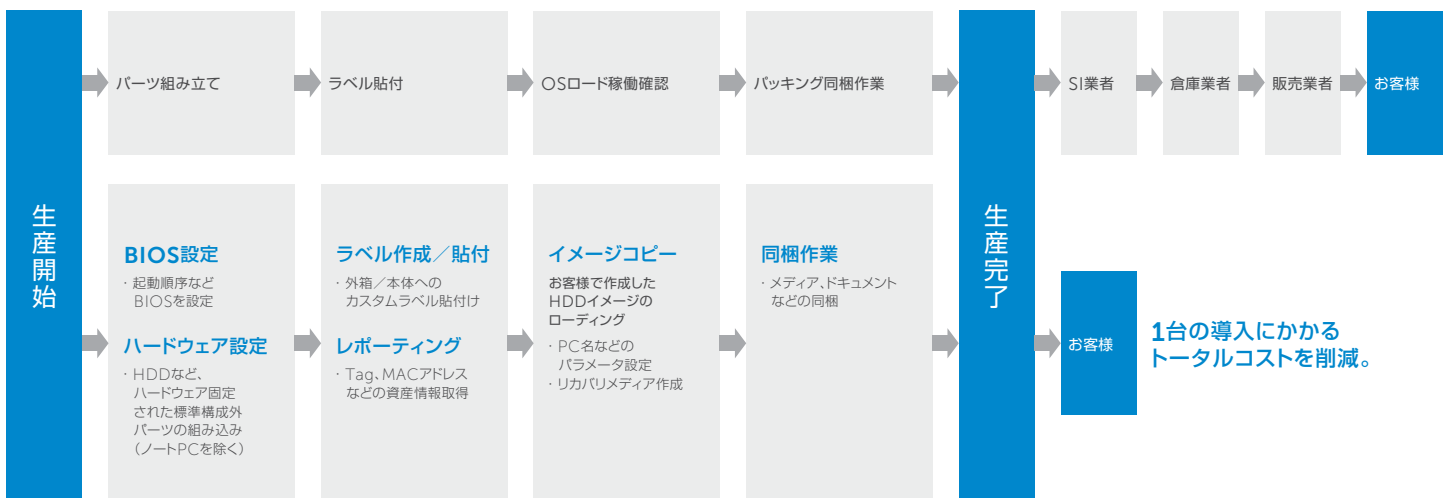 生産開始
パーツ組み立て
ラベル貼付
OSロード稼働確認
パッキング同梱作業
生産完了
SI業者
倉庫業者
販売業者
お客様
BIOS設定
・起動順序など
BIOSを設定
ハードウェア設定
・HDDなど、
ハードウェア固定
された標準構成外
パーツの組み込み
（ノートPCを除く）
ラベル作成／貼付
・外箱／本体への
カスタムラベル貼付け
レポーティング
・Tag、MACアドレス
などの資産情報取得
イメージコピー
お客様で作成した
HDDイメージの
ローディング
・PC名などの
パラメータ設定
・リカバリメディア作成
同梱作業
・メディア、ドキュメント
などの同梱
お客様
1台の導入にかかる
トータルコストを削減。